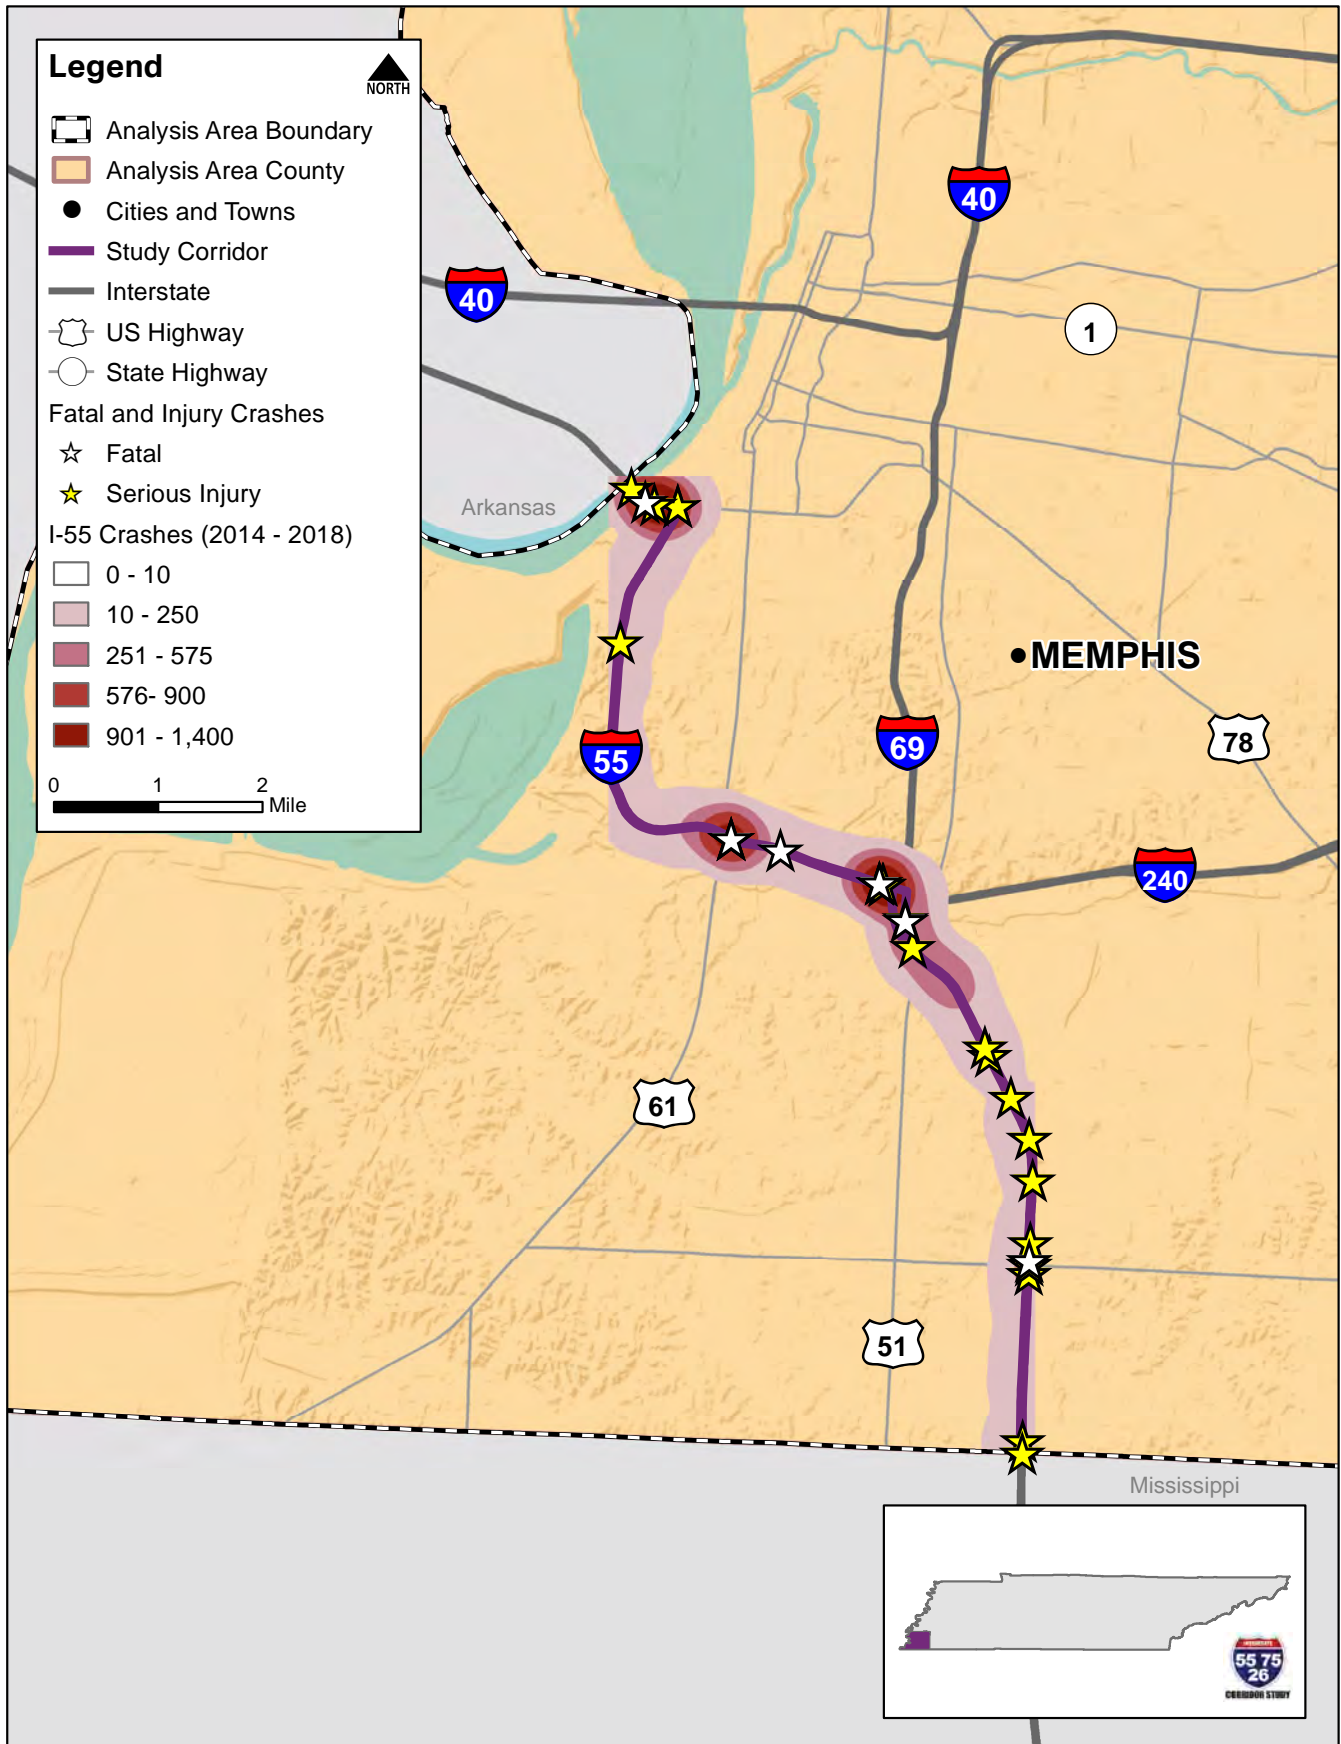 Legend
NORTH
Analysis Area Boundary
Analysis Area County
Cities and Towns
Study Corridor
Interstate
US Highway
State Highway
Fatal and Injury Crashes
Fatal
Serious Injury
I-55 Crashes (2014 - 2018)
0 - 10
10 - 250
251 - 575
576- 900
901 - 1,400
0 1 2
Mile
40
40
1
Arkansas
MEMPHIS
55
69
78
240
61
51
Mississippi
INTERSTATE
55 75
26
CORRIDOR STUDY